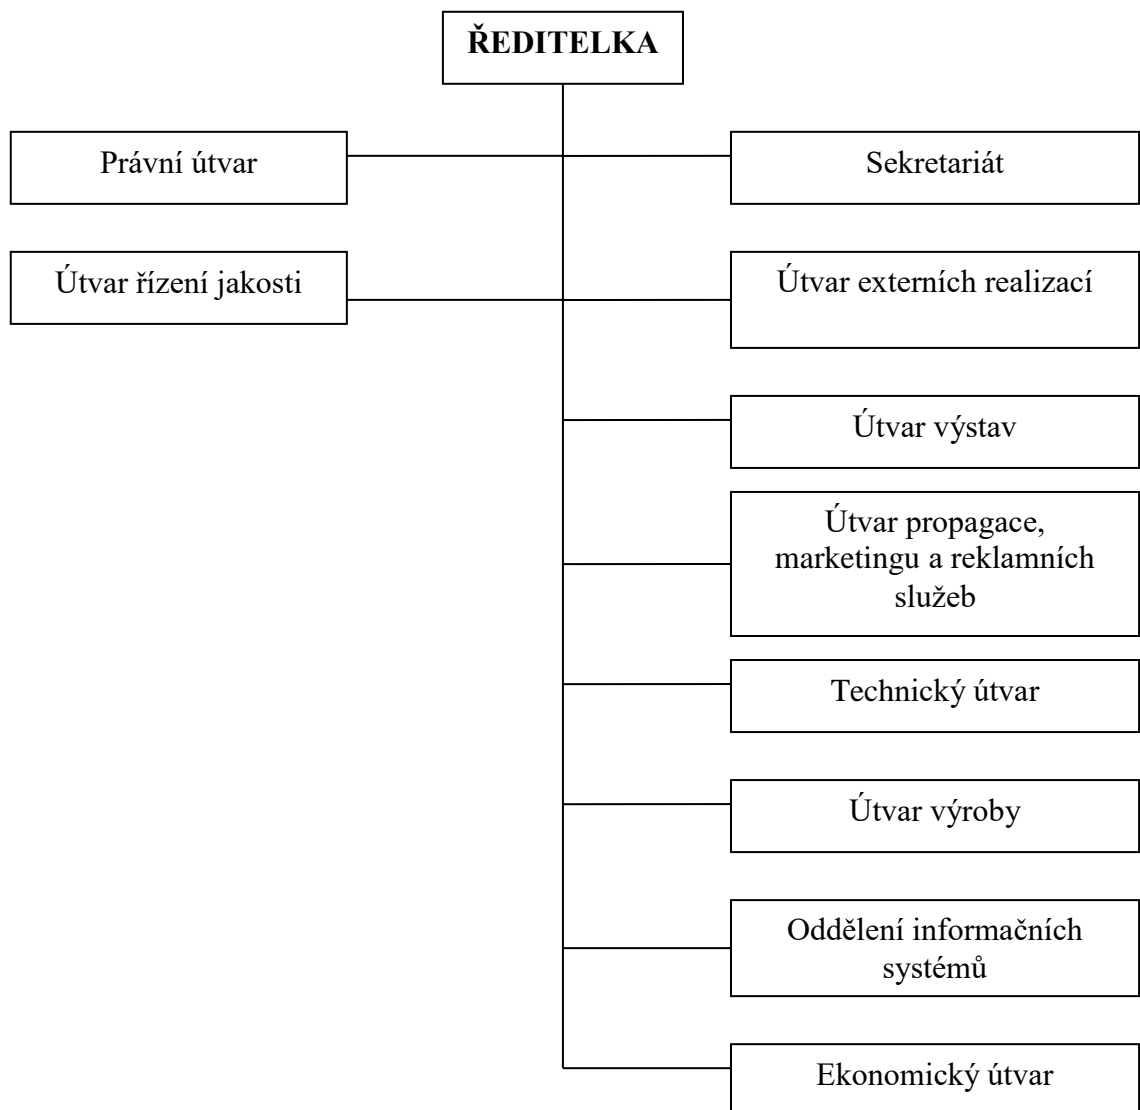 ŘEDITELKA
Právní útvar
Sekretariát
Útvar řízení jakosti
Útvar externích realizací
Útvar výstav
Útvar propagace,
marketingu a reklamních
služeb
Technický útvar
Útvar výroby
Oddělení informačních
systémů
Ekonomický útvar